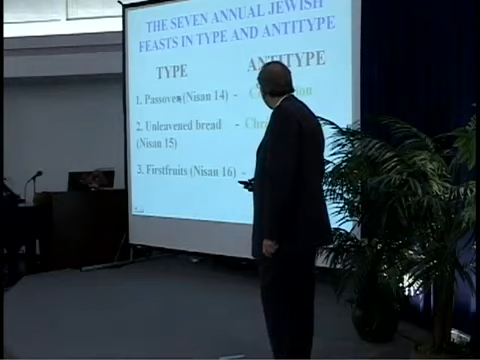 THE SEVEN ANNUAL JEWISH
FEASTS IN TYPE AND ANTITYPE
TYPE ANTITYPE
1. Passover (Nisan 14) -
2. Unleavened bread -
(Nisan 15)
3. Firstfruits (Nisan 16) -